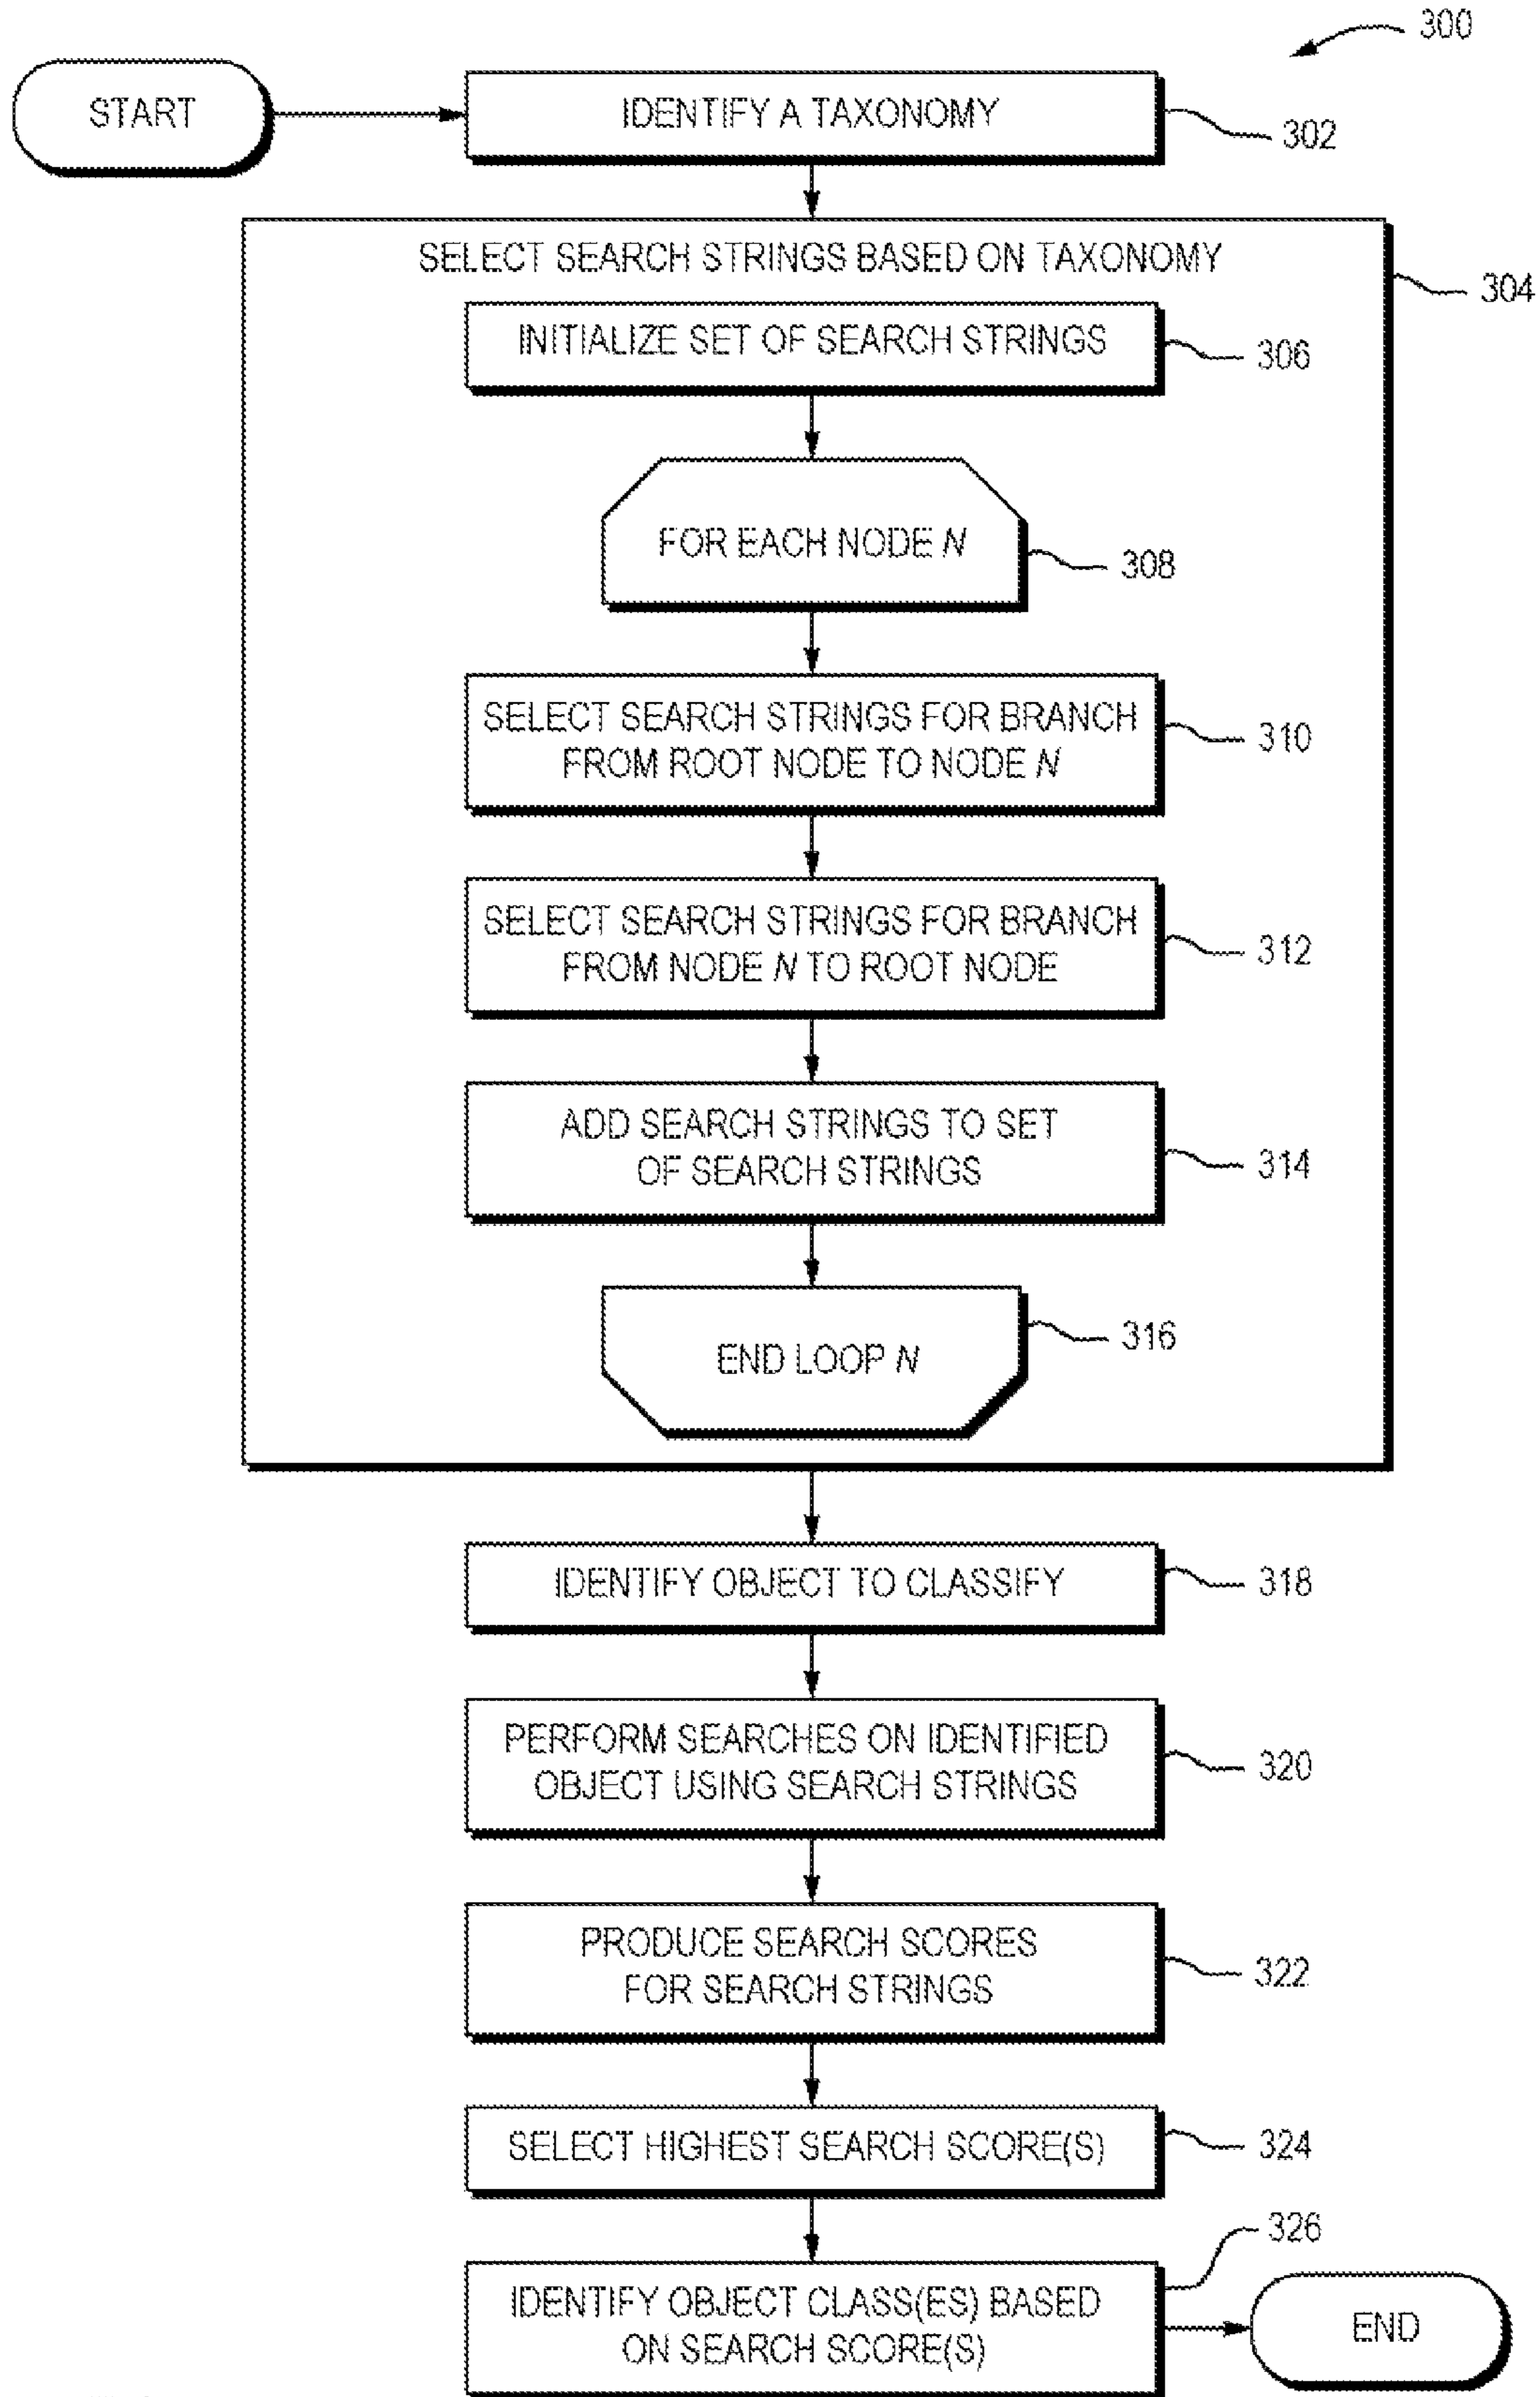 300
START
IDENTIFY A TAXONOMY
302
SELECT SEARCH STRINGS BASED ON TAXONOMY
304
INITIALIZE SET OF SEARCH STRINGS
306
FOR EACH NODE N
308
SELECT SEARCH STRINGS FOR BRANCH
FROM ROOT NODE TO NODE N
310
SELECT SEARCH STRINGS FOR BRANCH
FROM NODE N TO ROOT NODE
312
ADD SEARCH STRINGS TO SET
OF SEARCH STRINGS
314
END LOOP N
316
IDENTIFY OBJECT TO CLASSIFY
318
PERFORM SEARCHES ON IDENTIFIED
OBJECT USING SEARCH STRINGS
320
PRODUCE SEARCH SCORES
FOR SEARCH STRINGS
322
SELECT HIGHEST SEARCH SCORE(S)
324
IDENTIFY OBJECT CLASS(ES) BASED
ON SEARCH SCORE(S)
326
END